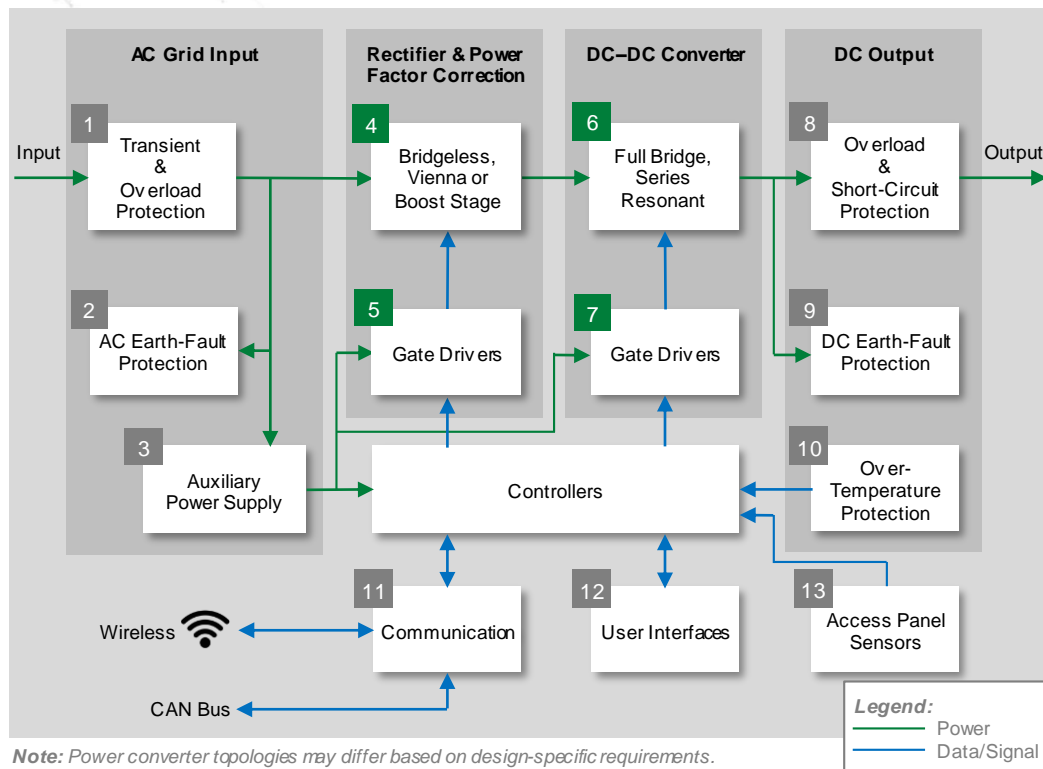 AC Grid Input
Rectifier & Power
Factor Correction
DC–DC Converter
DC Output
Input
1
Transient
&
Overload
Protection
4
Bridgeless,
Vienna or
Boost Stage
6
Full Bridge,
Series
Resonant
8
Overload
&
Short-Circuit
Protection
Output
2
AC Earth-Fault
Protection
5
Gate Drivers
7
Gate Drivers
9
DC Earth-Fault
Protection
3
Auxiliary
Power Supply
Controllers
10
Over-
Temperature
Protection
11
Communication
12
User Interfaces
13
Access Panel
Sensors
Wireless
CAN Bus
Legend:
Power
Data/Signal
Note: Power converter topologies may differ based on design-specific requirements.